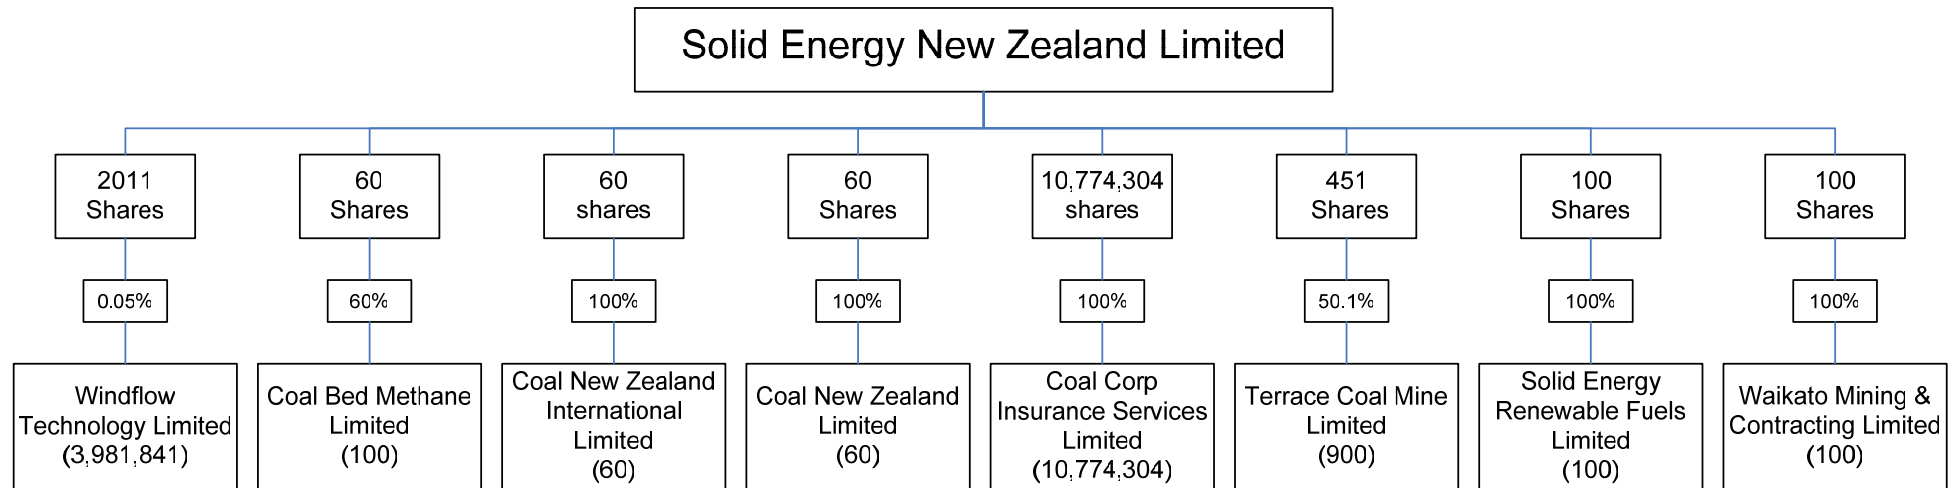 Solid Energy New Zealand Limited
2011
Shares
60
Shares
60
shares
60
Shares
10,774,304
shares
451
Shares
100
Shares
100
Shares
0.05%
60%
100%
100%
100%
50.1%
100%
100%
Windflow
Technology Limited
(3,981,841)
Coal Bed Methane
Limited
(100)
Coal New Zealand
International
Limited
(60)
Coal New Zealand
Limited
(60)
Coal Corp
Insurance Services
Limited
(10,774,304)
Terrace Coal Mine
Limited
(900)
Solid Energy
Renewable Fuels
Limited
(100)
Waikato Mining &
Contracting Limited
(100)